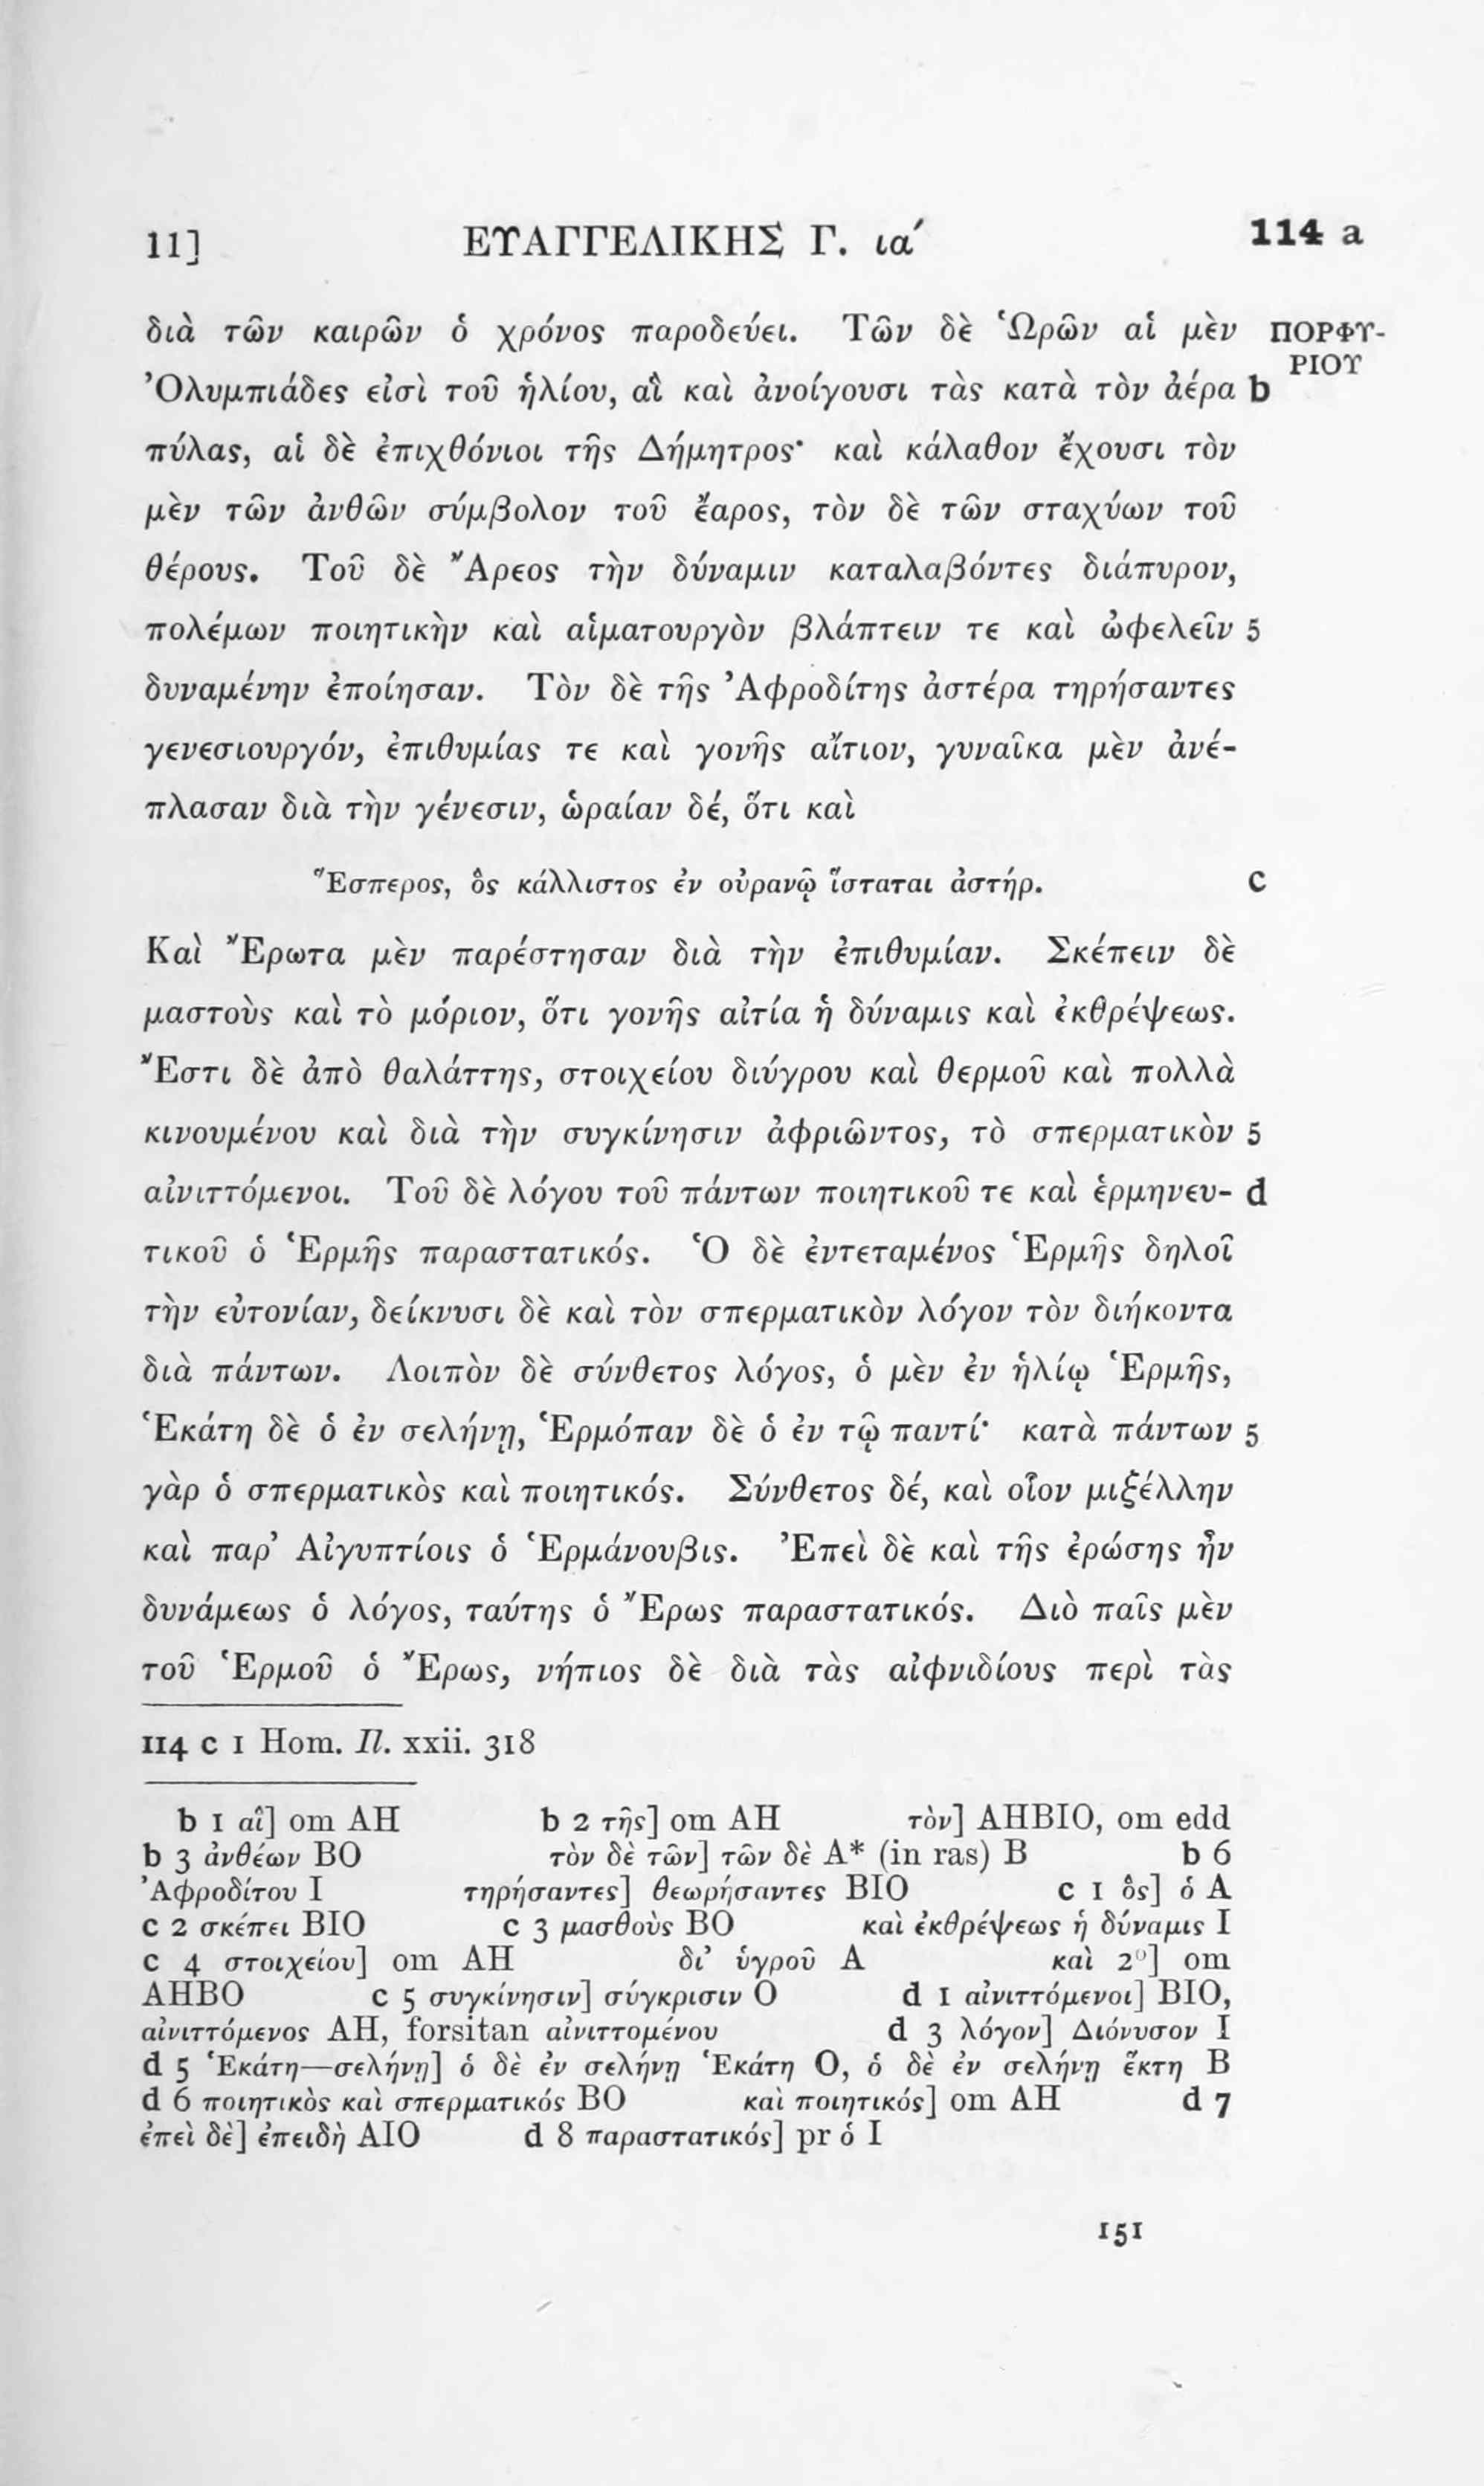 11] ΕΥΑΓΓΕΛΙΚΗΣ Γ. ια´ 114 a
διὰ τῶν καιρῶν ὁ χρόνος παροδεύει. Τῶν δὲ Ὡρῶν αἱ μὲν ΠΟΡΦΥ-
ΡΙΟΥ
Ὀλυμπιάδες εἰσὶ τοῦ ἡλίου, αἳ καὶ ἀνοίγουσι τὰς κατὰ τὸν ἀέρα b
πύλας, αἱ δὲ ἐπιχθόνιοι τῆς Δήμητρος· καὶ κάλαθον ἔχουσι τὸν
μὲν τῶν ἀνθῶν σύμβολον τοῦ ἔαρος, τὸν δὲ τῶν σταχύων τοῦ
θέρους. Τοῦ δὲ Ἄρεος τὴν δύναμιν καταλαβόντες διάπυρον,
πολέμων ποιητικὴν καὶ αἱματουργὸν βλάπτειν τε καὶ ὠφελεῖν 5
δυναμένην ἐποίησαν. Τὸν δὲ τῆς Ἀφροδίτης ἀστέρα τηρήσαντες
γενεσιουργόν, ἐπιθυμίας τε καὶ γονῆς αἴτιον, γυναῖκα μὲν ἀνέ-
πλασαν διὰ τὴν γένεσιν, ὡραίαν δέ, ὅτι καὶ
Ἕσπερος, ὃς κάλλιστος ἐν οὐρανῷ ἵσταται ἀστήρ. c
Καὶ Ἔρωτα μὲν παρέστησαν διὰ τὴν ἐπιθυμίαν. Σκέπειν δὲ
μαστοὺς καὶ τὸ μόριον, ὅτι γονῆς αἰτία ἡ δύναμις καὶ ἐκθρέψεως.
Ἔστι δὲ ἀπὸ θαλάττης, στοιχείου διύγρου καὶ θερμοῦ καὶ πολλὰ
κινουμένου καὶ διὰ τὴν συγκίνησιν ἀφριῶντος, τὸ σπερματικὸν 5
αἰνιττόμενοι. Τοῦ δὲ λόγου τοῦ πάντων ποιητικοῦ τε καὶ ἑρμηνευ- d
τικοῦ ὁ Ἑρμῆς παραστατικός. Ὁ δὲ ἐντεταμένος Ἑρμῆς δηλοῖ
τὴν εὐτονίαν, δείκνυσι δὲ καὶ τὸν σπερματικὸν λόγον τὸν διήκοντα
διὰ πάντων. Λοιπὸν δὲ σύνθετος λόγος, ὁ μὲν ἐν ἡλίῳ Ἑρμῆς,
Ἑκάτη δὲ ὁ ἐν σελήνῃ, Ἑρμόπαν δὲ ὁ ἐν τῷ παντί· κατὰ πάντων 5
γὰρ ὁ σπερματικὸς καὶ ποιητικός. Σύνθετος δέ, καὶ οἷον μιξέλλην
καὶ παρ’ Αἰγυπτίοις ὁ Ἑρμάνουβις. Ἐπεὶ δὲ καὶ τῆς ἐρώσης ἦν
δυνάμεως ὁ λόγος, ταύτης ὁ Ἔρως παραστατικός. Διὸ παῖς μὲν
τοῦ Ἑρμοῦ ὁ Ἔρως, νήπιος δὲ διὰ τὰς αἰφνιδίους περὶ τὰς
114 c 1 Hom. Il. xxii. 318
b 1 αἳ] om AH b 2 τῆς] om AH τὸν] AHBIO, om edd
b 3 ἀνθέων BO τὸν δὲ τῶν] τῶν δὲ A* (in ras) B b 6
Ἀφροδίτου I τηρήσαντες] θεωρήσαντες BIO c 1 ὃς] ὁ A
c 2 σκέπει BIO c 3 μασθοὺς BO καὶ ἐκθρέψεως ἡ δύναμις I
c 4 στοιχείου] om AH δι’ ὑγροῦ A καὶ 2º] om
AHBO c 5 συγκίνησιν] σύγκρισιν O d 1 αἰνιττόμενοι] BIO,
αἰνιττόμενος AH, forsitan αἰνιττομένου d 3 λόγον] Διόνυσον I
d 5 Ἑκάτη—σελήνῃ] ὁ δὲ ἐν σελήνῃ Ἑκάτη O, ὁ δὲ ἐν σελήνῃ ἕκτη B
d 6 ποιητικὸς καὶ σπερματικός BO καὶ ποιητικός] om AH d 7
ἐπεὶ δὲ] ἐπειδὴ AIO d 8 παραστατικός] pr ὁ I
151